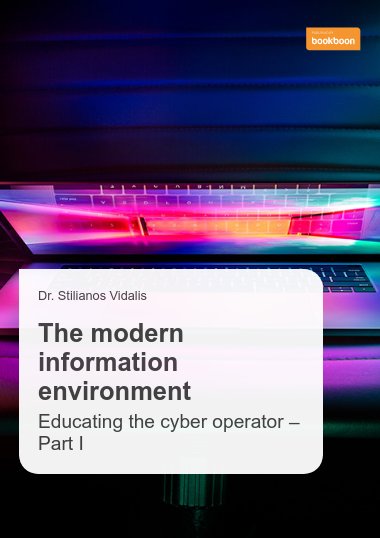 bookboon
Dr. Stilianos Vidalis
The modern
information
environment
Educating the cyber operator –
Part I